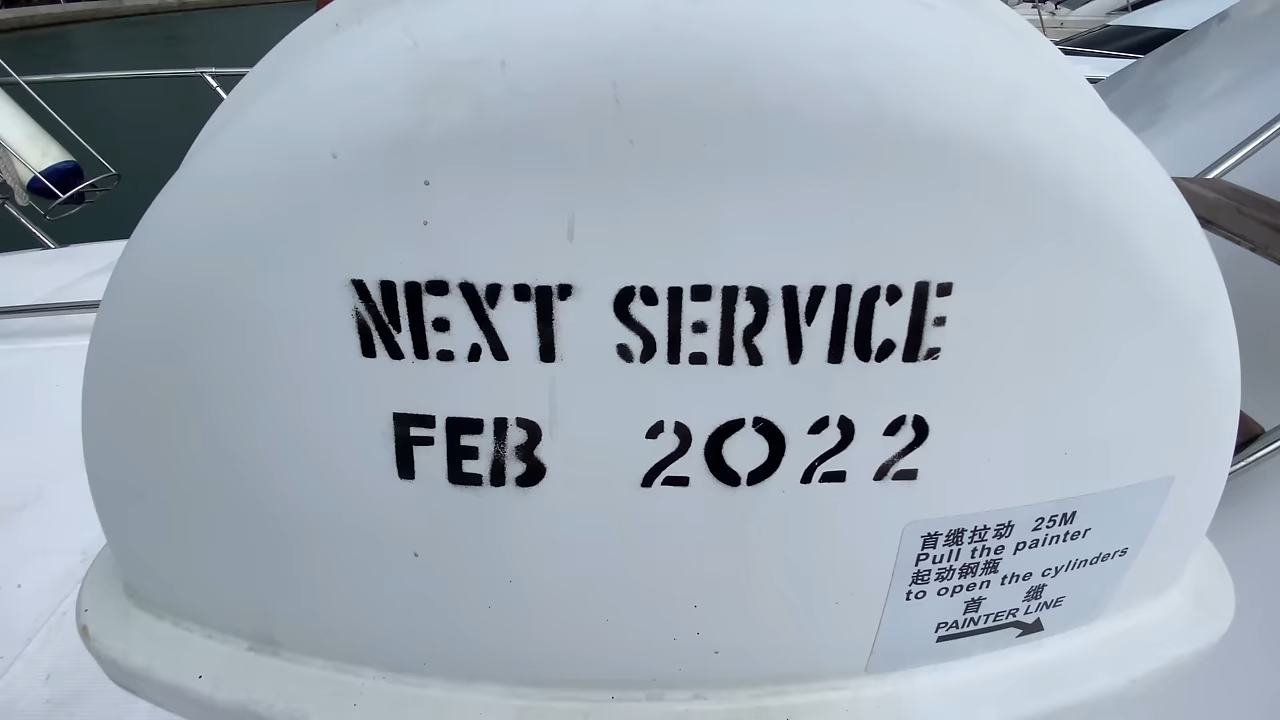 NEXT SERVICE
FEB 2022
首缆拉动 25M
Pull the painter
起动钢瓶
to open the cylinders
首 缆
PAINTER LINE